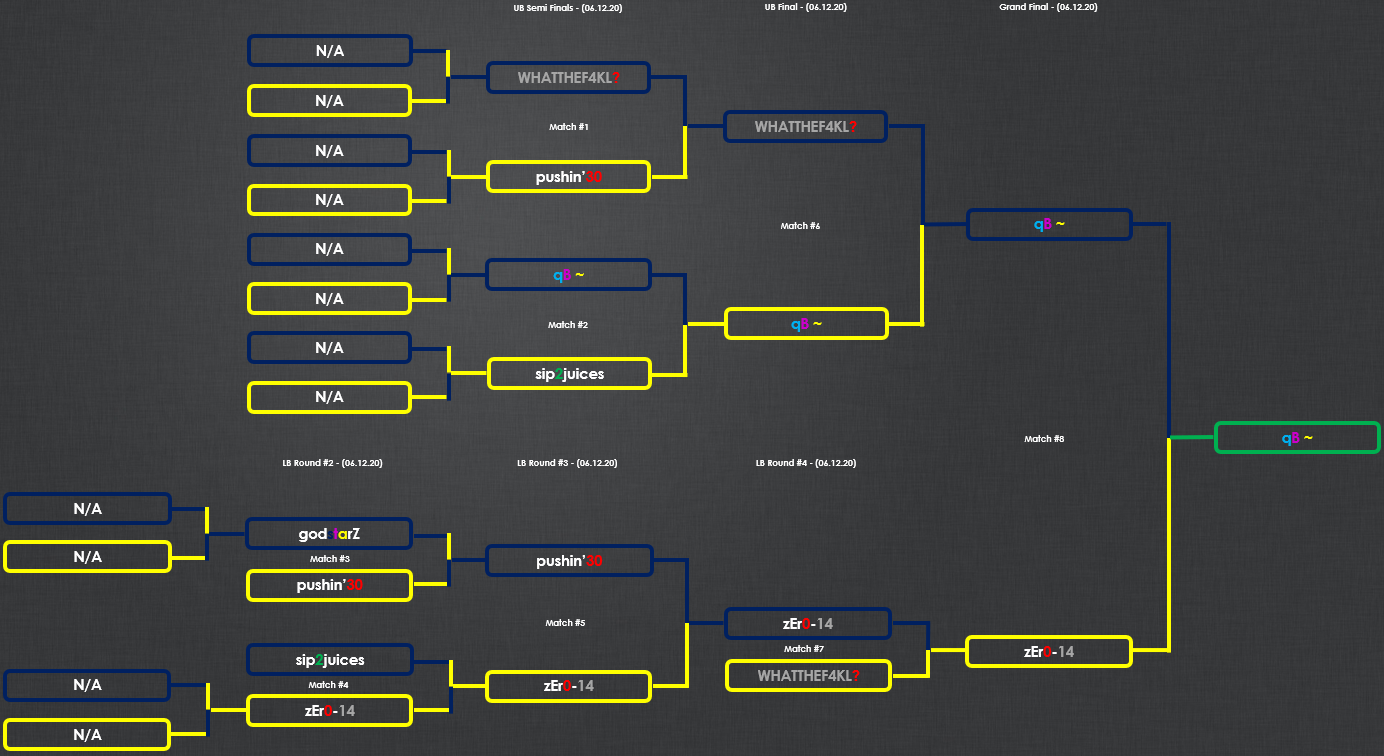 UB Semi Finals - (06.12.20)
UB Final - (06.12.20)
Grand Final - (06.12.20)
N/A
N/A
N/A
N/A
N/A
N/A
N/A
N/A
WHATTHEF4KL?
Match #1
pushin'30
qB ~
Match #2
sip2juices
WHATTHEF4KL?
Match #6
qB ~
qB ~
Match #8
qB ~
LB Round #2 - (06.12.20)
LB Round #3 - (06.12.20)
LB Round #4 - (06.12.20)
N/A
N/A
N/A
N/A
godstarZ
Match #3
pushin'30
sip2juices
Match #4
zEr0-14
pushin'30
Match #5
zEr0-14
zEr0-14
Match #7
WHATTHEF4KL?
zEr0-14